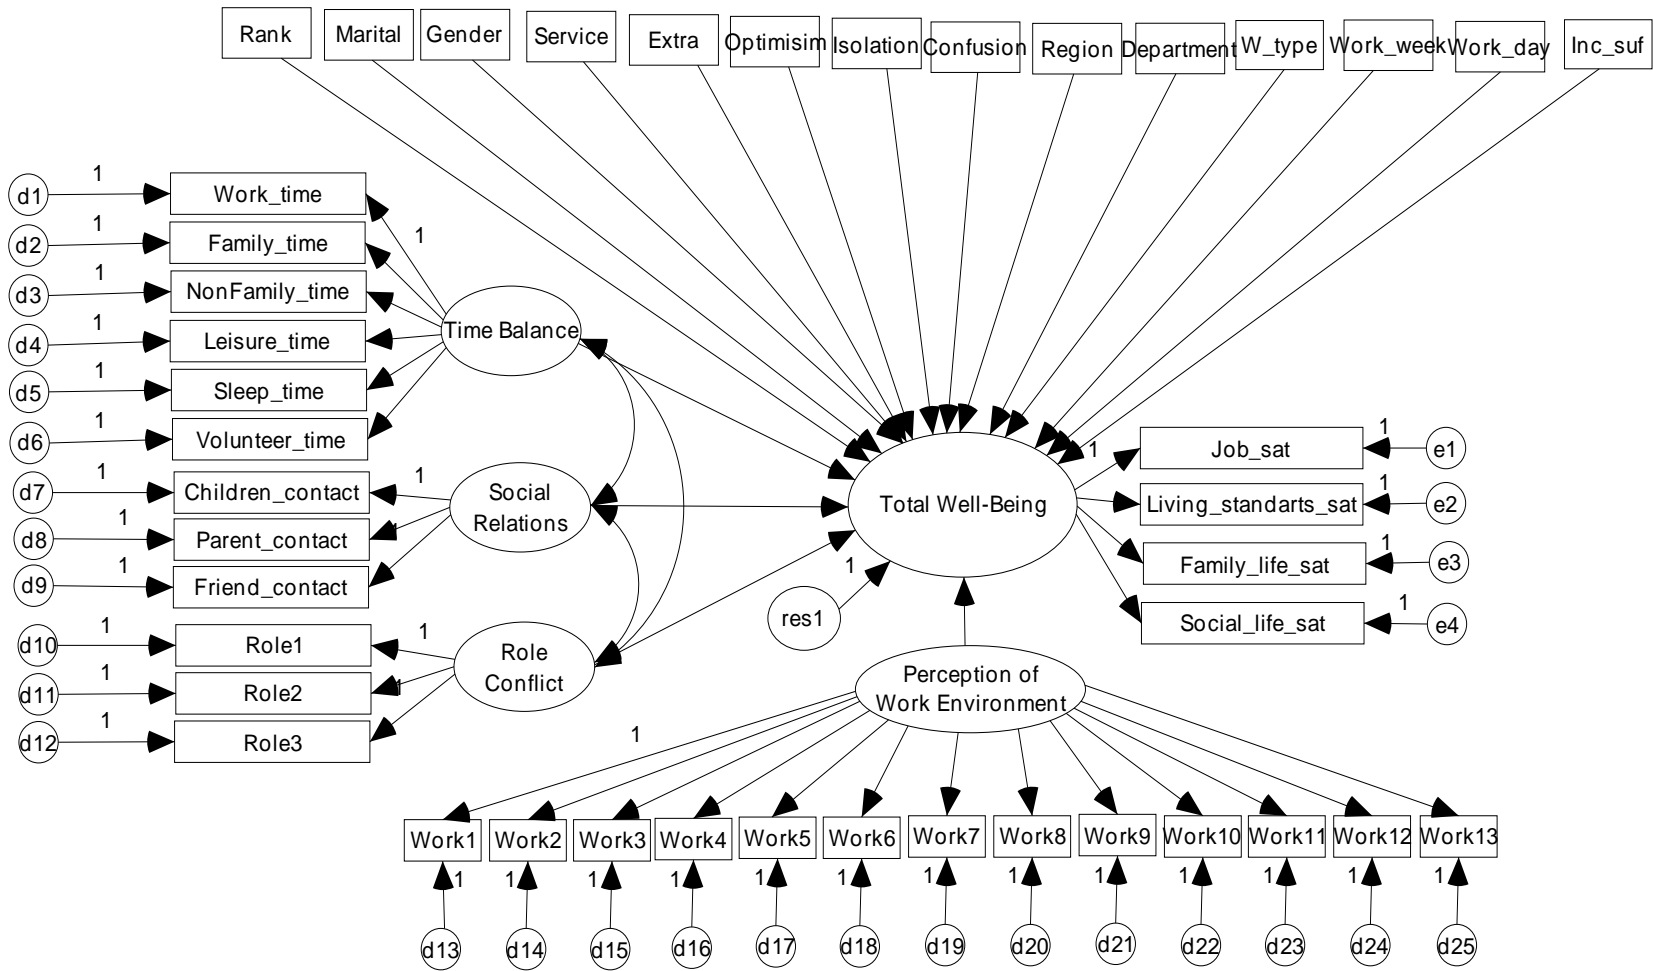 Rank
Marital
Gender
Service
Extra
Optimisim
Isolation
Confusion
Region
Department
W_type
Work_week
Work_day
Inc_suf
d1
1
Work_time
d2
1
Family_time
d3
1
NonFamily_time
d4
1
Leisure_time
d5
1
Sleep_time
d6
1
Volunteer_time
1
Time Balance
d7
1
Children_contact
d8
1
Parent_contact
d9
1
Friend_contact
1
1
Social
Relations
d10
1
Role1
d11
1
Role2
d12
1
Role3
1
1
Role
Conflict
Total Well-Being
1
res1
1
Job_sat
1
e1
Living_standarts_sat
1
e2
Family_life_sat
1
e3
Social_life_sat
1
e4
Perception of
Work Environment
1
Work1
Work2
Work3
Work4
Work5
Work6
Work7
Work8
Work9
Work10
Work11
Work12
Work13
1
1
1
1
1
1
1
1
1
1
1
1
1
d13
d14
d15
d16
d17
d18
d19
d20
d21
d22
d23
d24
d25